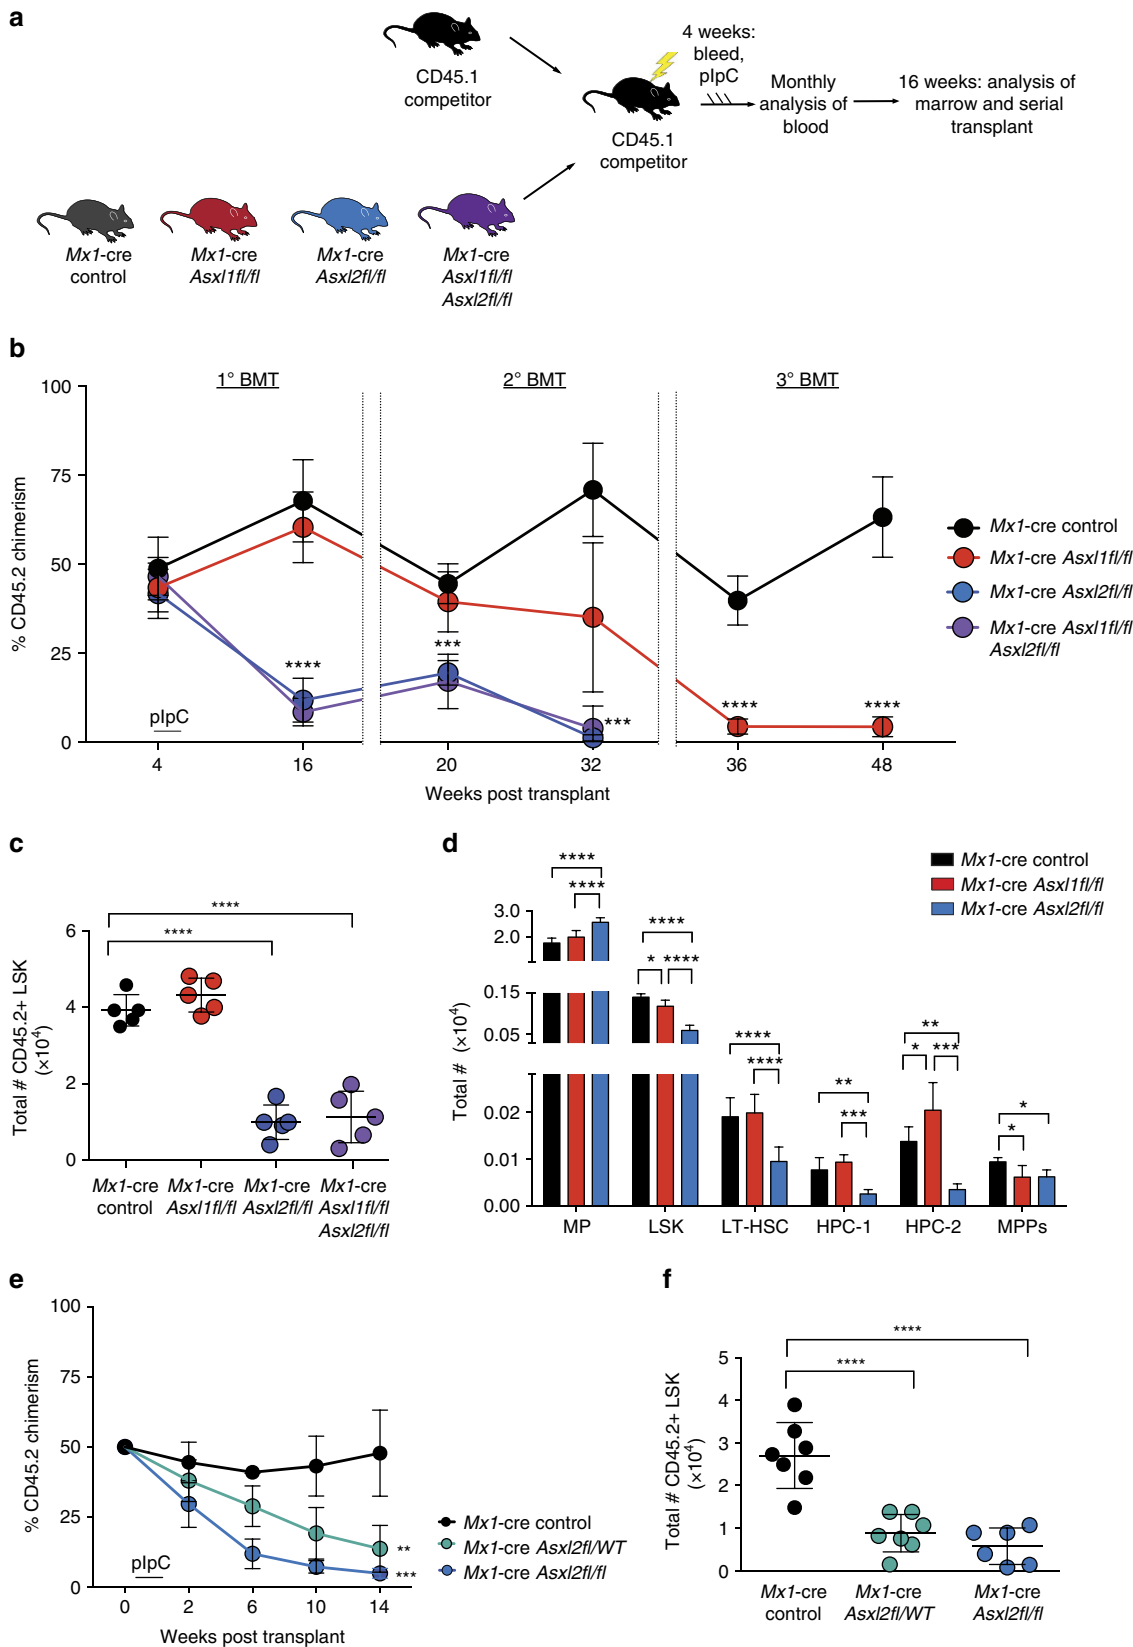 a
CD45.1
competitor
4 weeks:
bleed,
pIpC
CD45.1
competitor
Monthly
analysis of
blood
16 weeks: analysis of
marrow and serial
transplant
Mx1-cre
control
Mx1-cre
Asxl1fl/fl
Mx1-cre
Asxl2fl/fl
Mx1-cre
Asxl1fl/fl
Asxl2fl/fl
b
1° BMT
2° BMT
3° BMT
% CD45.2 chimerism
100
75
50
25
0
pIpC
****
***
***
****
****
4
16
20
32
36
48
Weeks post transplant
Mx1-cre control
Mx1-cre Asxl1fl/fl
Mx1-cre Asxl2fl/fl
Mx1-cre Asxl1fl/fl
Asxl2fl/fl
c
Total # CD45.2+ LSK
(×10⁴)
6
4
2
0
****
****
Mx1-cre
control
Mx1-cre
Asxl1fl/fl
Mx1-cre
Asxl2fl/fl
Mx1-cre
Asxl1fl/fl
Asxl2fl/fl
d
Mx1-cre control
Mx1-cre Asxl1fl/fl
Mx1-cre Asxl2fl/fl
Total # (×10⁴)
3.0
2.0
0.15
0.05
0.02
0.01
0.00
****
****
****
* ****
****
****
**
***
**
* ***
*
*
MP
LSK
LT-HSC
HPC-1
HPC-2
MPPs
e
% CD45.2 chimerism
100
75
50
25
0
pIpC
**
***
0
2
6
10
14
Weeks post transplant
Mx1-cre control
Mx1-cre Asxl2fl/WT
Mx1-cre Asxl2fl/fl
f
Total # CD45.2+ LSK
(×10⁴)
5
4
3
2
1
0
****
****
Mx1-cre
control
Mx1-cre
Asxl2fl/WT
Mx1-cre
Asxl2fl/fl